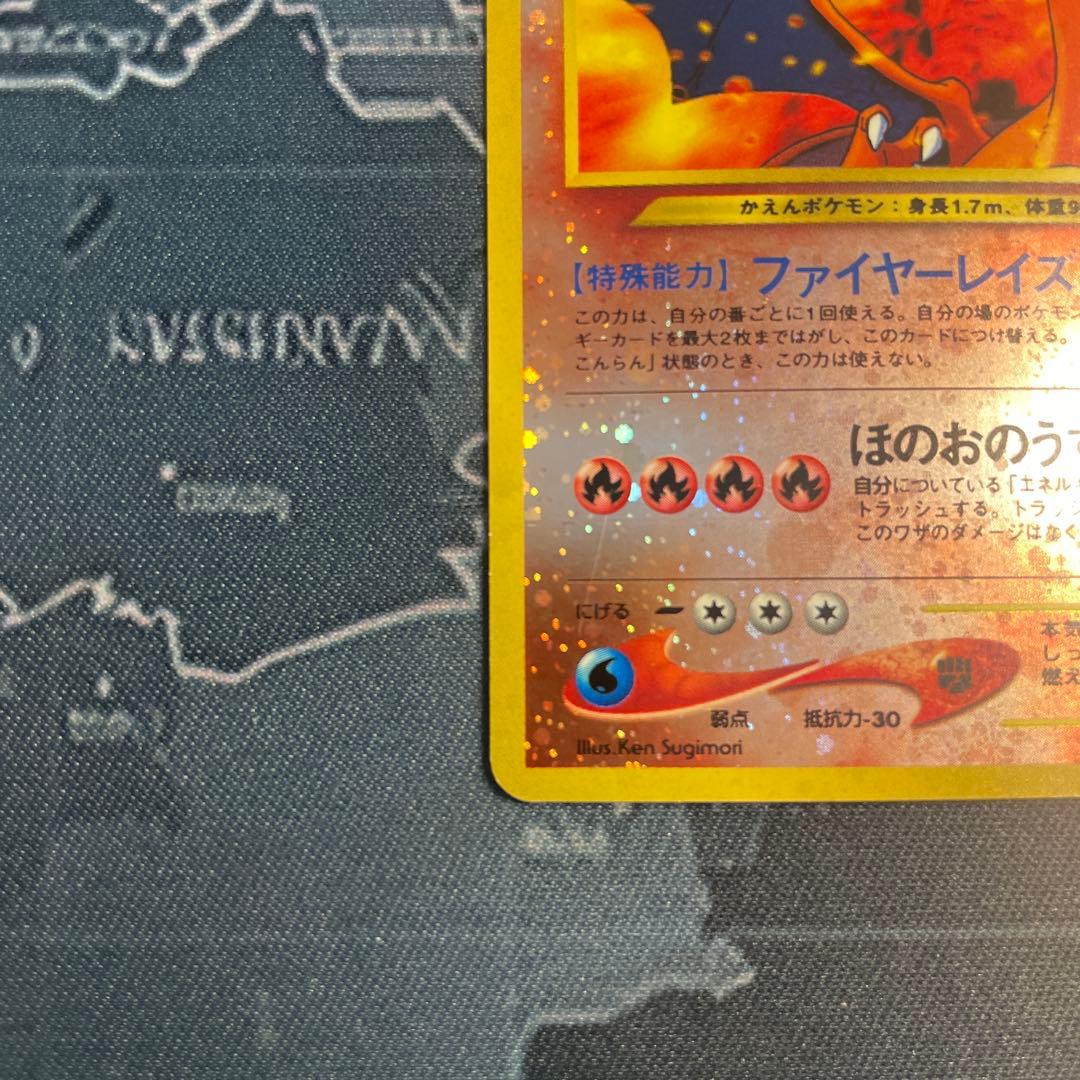 かえんポケモン：身長1.7m、体重9
【特殊能力】ファイヤーレイズ
この力は、自分の番ごとに1回使える。自分の場のポケモン
ギーカードを最大2枚まではがし、このカードにつけ替える。
こんらん」状態のとき、この力は使えない。
ほのおのうず
自分についている「エネルギ
トラッシュする。トラッシ
このワザのダメージはなく
にげる
本気
しっ
燃え
弱点 抵抗力-30
Illus. Ken Sugimori